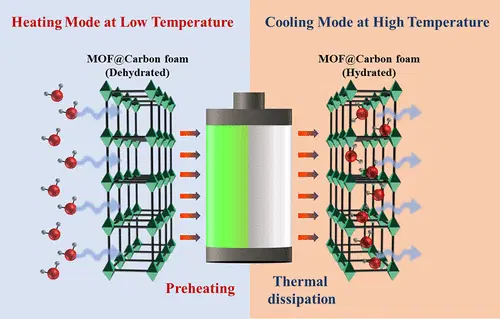 Heating Mode at Low Temperature
MOF@Carbon foam
(Dehydrated)
Preheating
Cooling Mode at High Temperature
MOF@Carbon foam
(Hydrated)
Thermal
dissipation